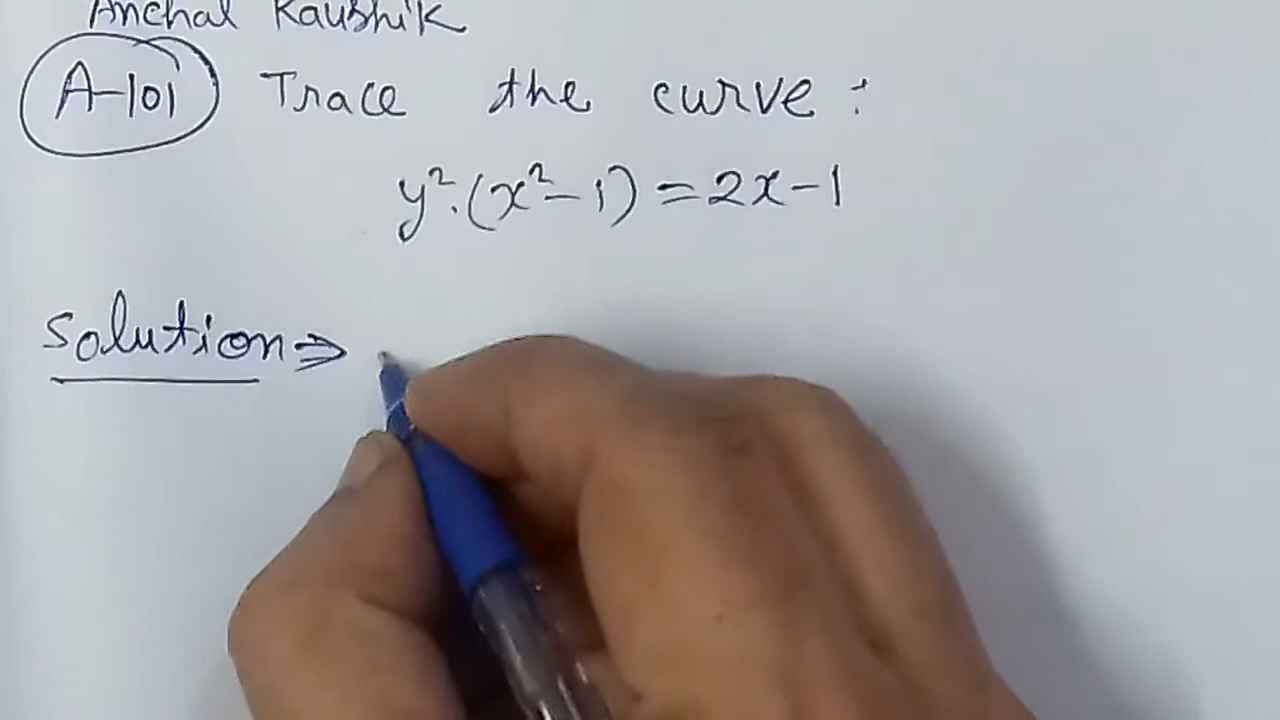 Anchal Kaushik
A-101 Trace the curve :
y².(x²-1) = 2x-1
Solution ⇒